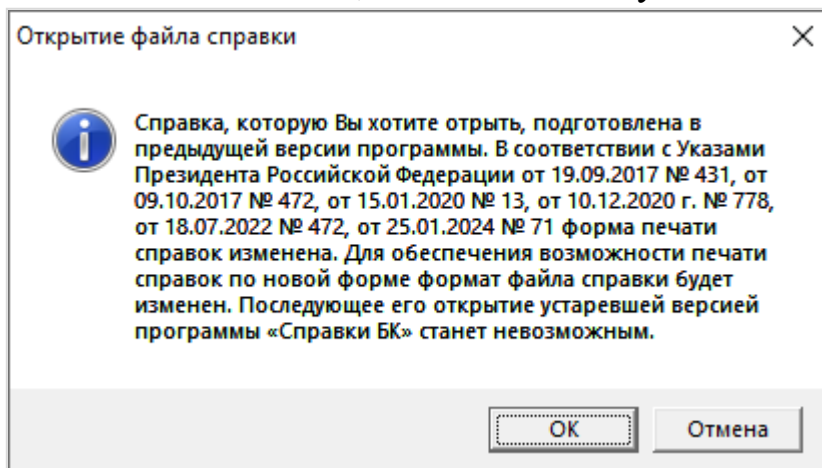 Открытие файла справки
Справка, которую Вы хотите отрыть, подготовлена в
предыдущей версии программы. В соответствии с Указами
Президента Российской Федерации от 19.09.2017 № 431, от
09.10.2017 № 472, от 15.01.2020 № 13, от 10.12.2020 г. № 778,
от 18.07.2022 № 472, от 25.01.2024 № 71 форма печати
справок изменена. Для обеспечения возможности печати
справок по новой форме формат файла справки будет
изменен. Последующее его открытие устаревшей версией
программы «Справки БК» станет невозможным.
ОК Отмена